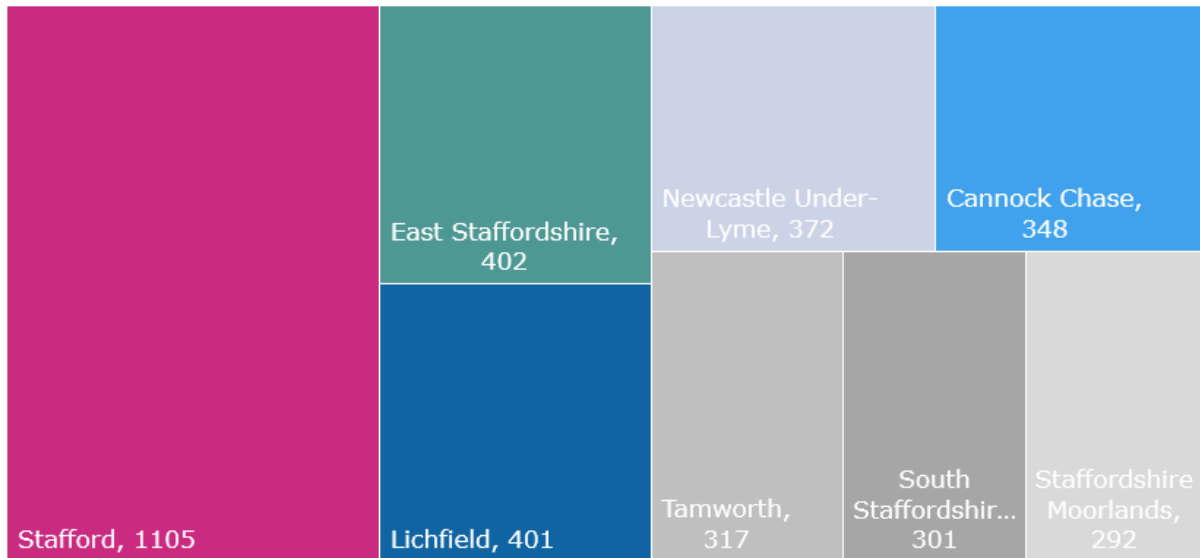 Stafford, 1105
East Staffordshire,
402
Lichfield, 401
Newcastle Under-
Lyme, 372
Cannock Chase,
348
Tamworth,
317
South
Staffordshir...
301
Staffordshire
Moorlands,
292